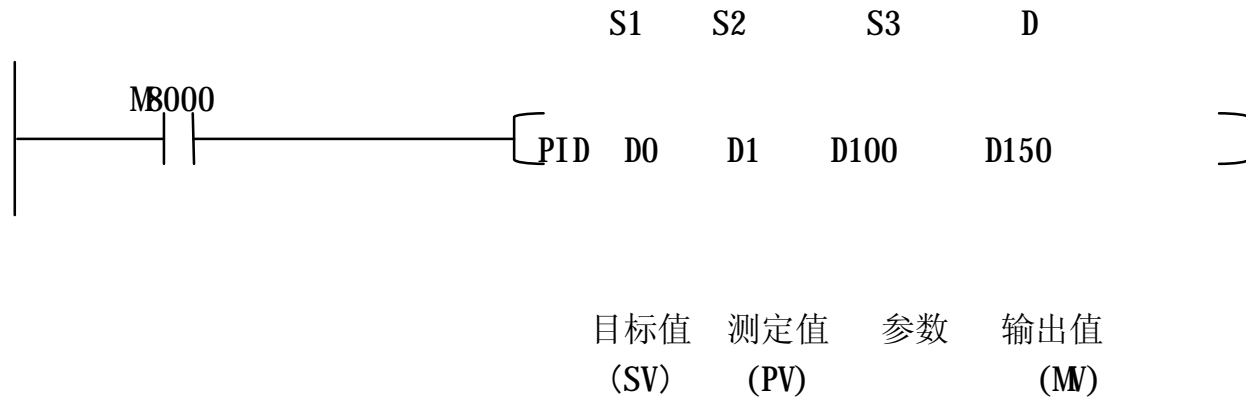 S1 S2 S3 D
M8000
PID D0 D1 D100 D150
目标值 测定值 参数 输出值
（SV） (PV) (MV)